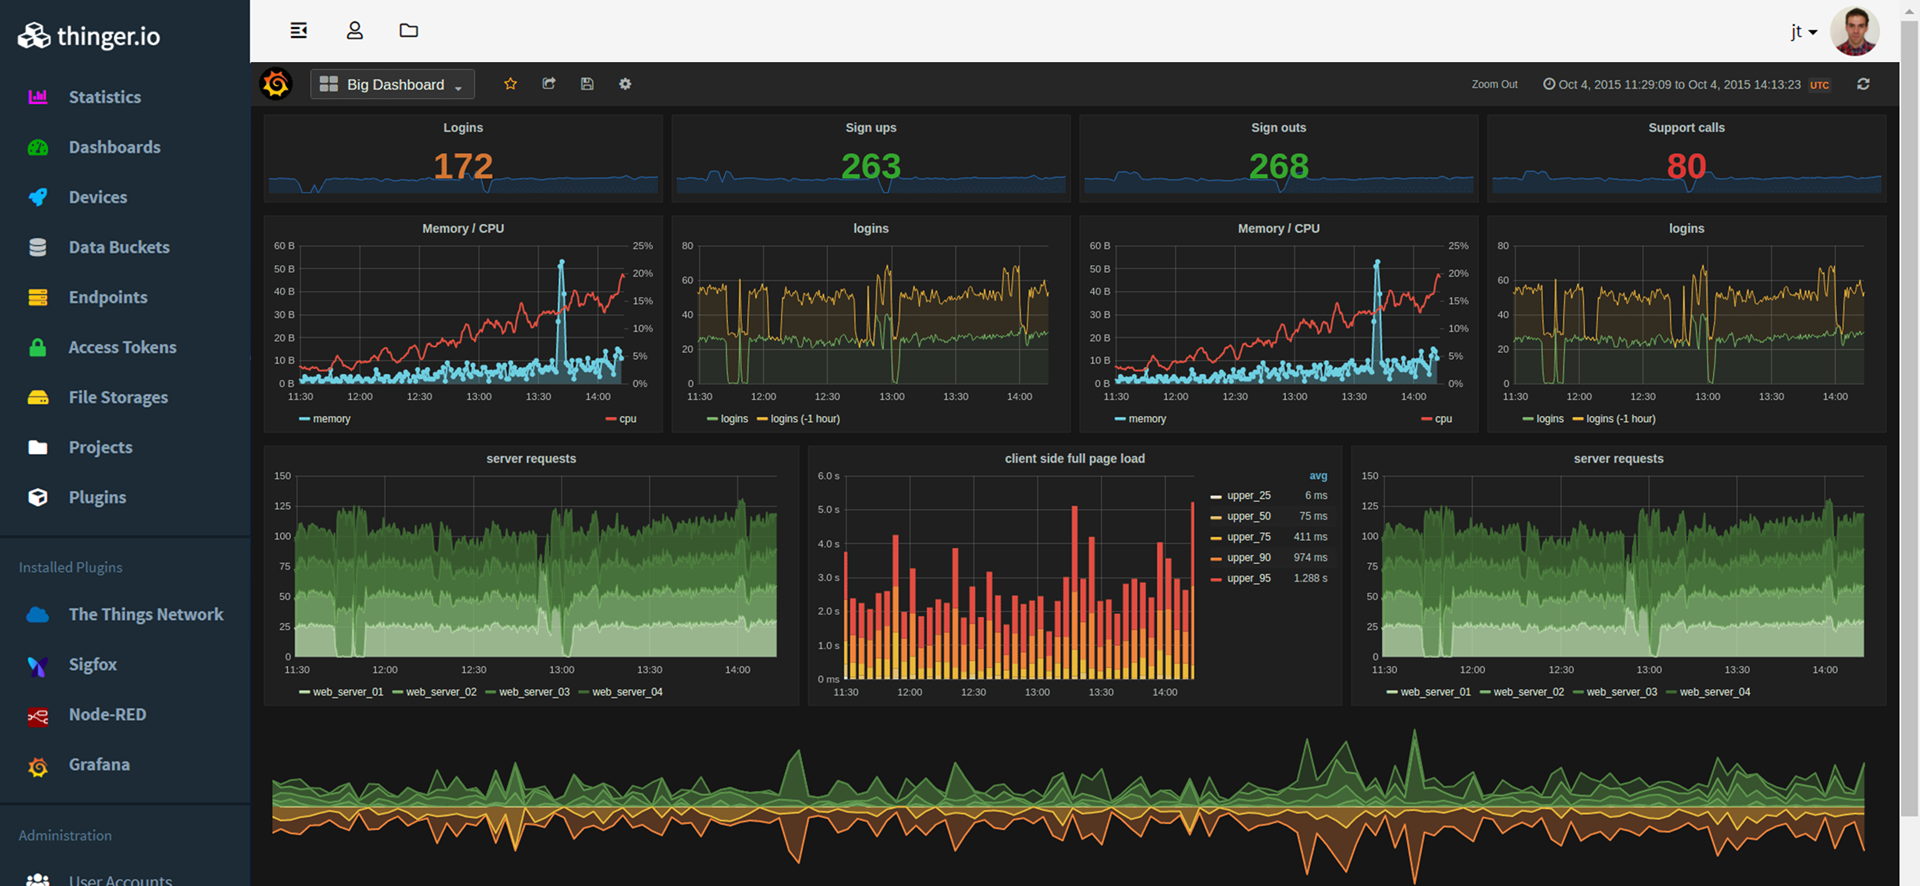 thinger.io
jt
Statistics
Dashboards
Devices
Data Buckets
Endpoints
Access Tokens
File Storages
Projects
Plugins
Installed Plugins
The Things Network
Sigfox
Node-RED
Grafana
Administration
User Accounts
Big Dashboard
Zoom Out
Oct 4, 2015 11:29:09 to Oct 4, 2015 14:13:23 UTC
Logins
172
Sign ups
263
Sign outs
268
Support calls
80
Memory / CPU
60 B 25%
50 B 20%
40 B 15%
30 B
20 B 10%
10 B 5%
0 B 0%
11:30 12:00 12:30 13:00 13:30 14:00
memory cpu
logins
80
60
40
20
0
11:30 12:00 12:30 13:00 13:30 14:00
logins logins (-1 hour)
Memory / CPU
60 B 25%
50 B 20%
40 B 15%
30 B
20 B 10%
10 B 5%
0 B 0%
11:30 12:00 12:30 13:00 13:30 14:00
memory cpu
logins
80
60
40
20
0
11:30 12:00 12:30 13:00 13:30 14:00
logins logins (-1 hour)
server requests
150
125
100
75
50
25
0
11:30 12:00 12:30 13:00 13:30 14:00
web_server_01 web_server_02 web_server_03 web_server_04
client side full page load
6.0 s
5.0 s
4.0 s
3.0 s
2.0 s
1.0 s
0 ms
11:30 12:00 12:30 13:00 13:30 14:00
avg
upper_25 6 ms
upper_50 75 ms
upper_75 411 ms
upper_90 974 ms
upper_95 1.288 s
server requests
150
125
100
75
50
25
0
11:30 12:00 12:30 13:00 13:30 14:00
web_server_01 web_server_02 web_server_03 web_server_04